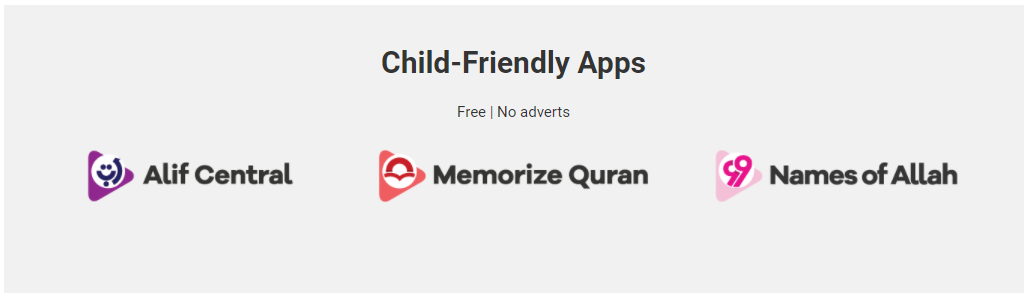 Child-Friendly Apps
Free | No adverts
Alif Central
Memorize Quran
99 Names of Allah